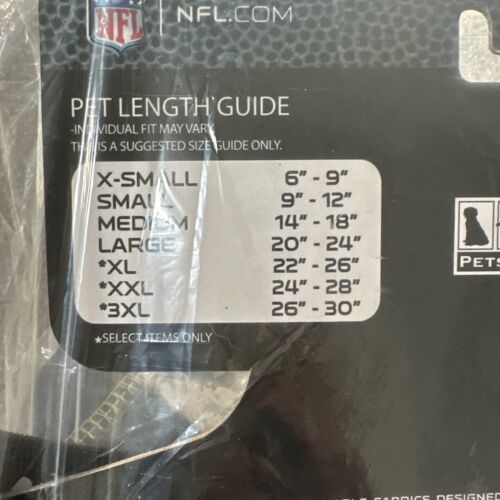 NFL
NFL.COM
PET LENGTH GUIDE
-INDIVIDUAL FIT MAY VARY.
THIS IS A SUGGESTED SIZE GUIDE ONLY.
X-SMALL 6” - 9”
SMALL 9” - 12”
MEDIUM 14” - 18”
LARGE 20” - 24”
*XL 22” - 26”
*XXL 24” - 28”
*3XL 26” - 30”
*SELECT ITEMS ONLY
PETS
FABRICS DESIGNED